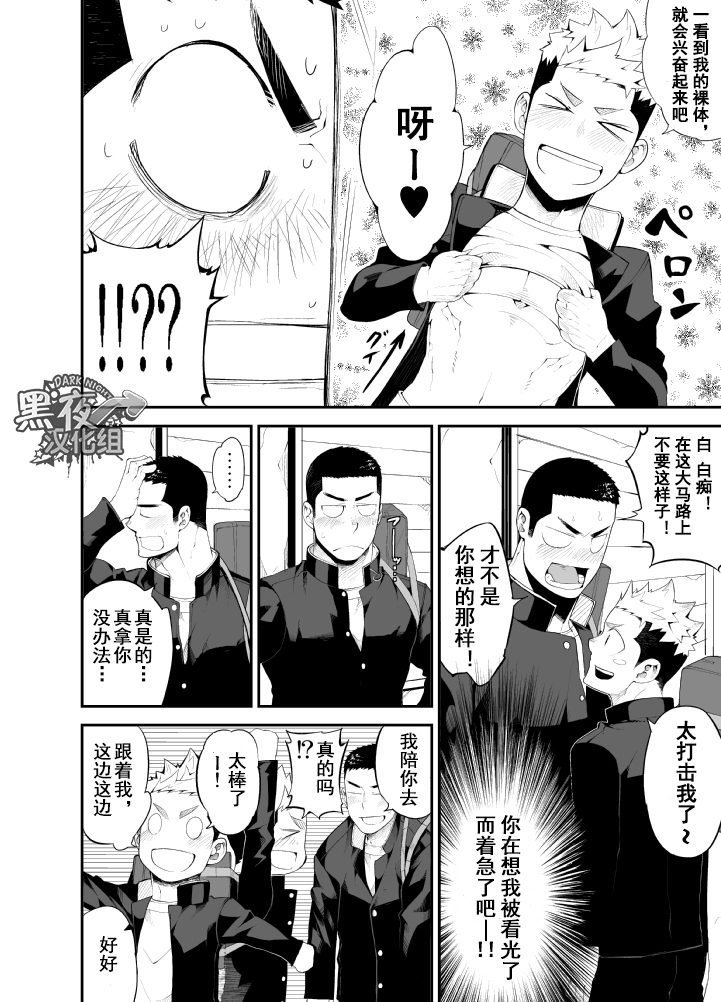 一看到我的裸体，
就会兴奋起来吧
呀ー♥
ペロン
グイ
!!??
DARK NIGHT
黑夜
汉化组
白 白痴！
在这大马路上
不要这样子！
才不是
你想的那样！
太打击我了～
你在想我被看光了
而着急了吧ー!!
……
真是的…
真拿你
没办法…
我陪你去
真的吗
!?
太棒了
ー!!
跟着我，
这边这边
好好